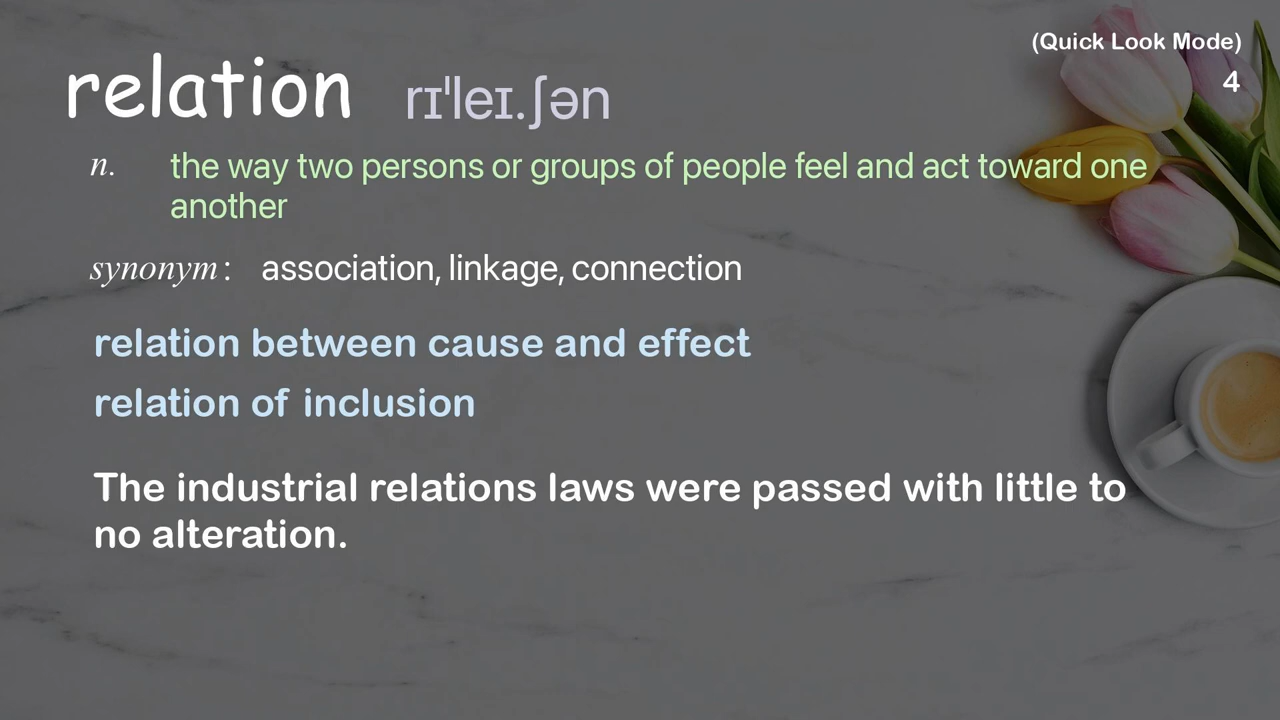 (Quick Look Mode)
4
relation rɪˈleɪ.ʃən
n. the way two persons or groups of people feel and act toward one
another
synonym: association, linkage, connection
relation between cause and effect
relation of inclusion
The industrial relations laws were passed with little to
no alteration.